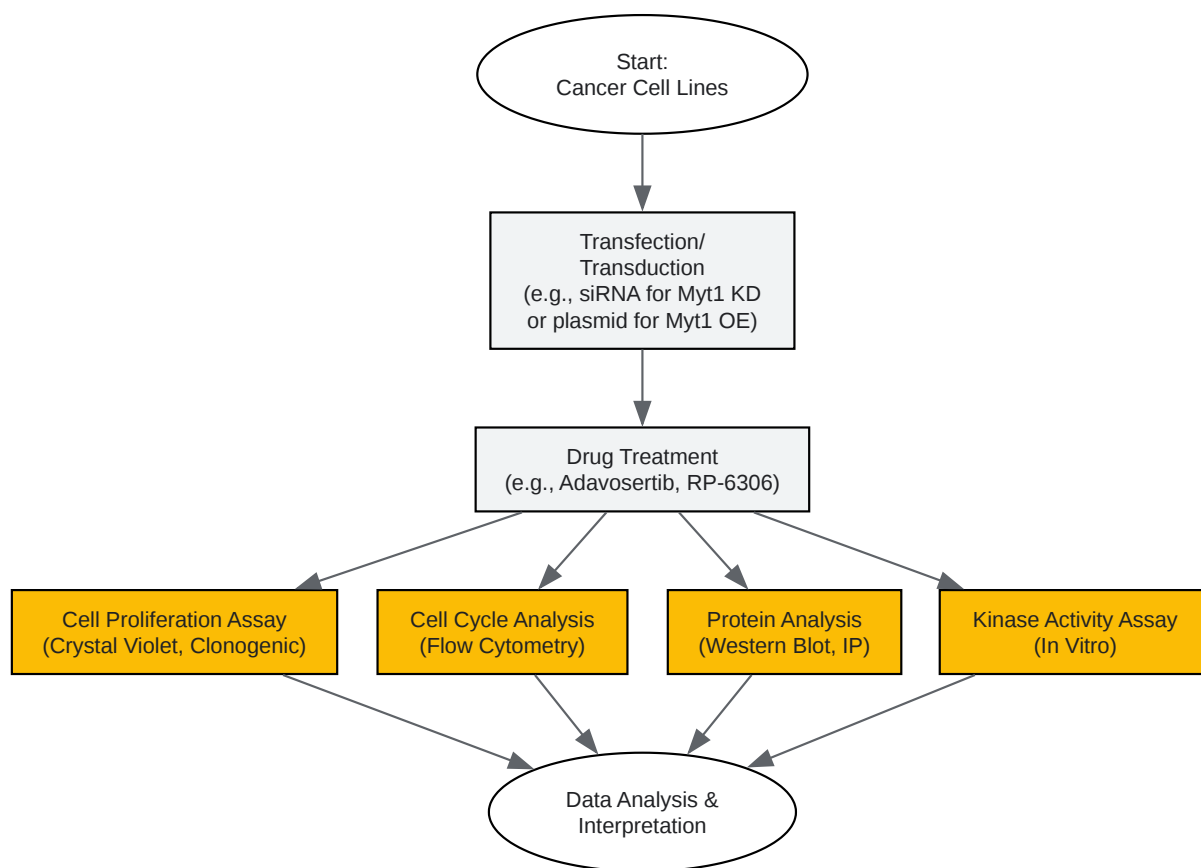 Start:
Cancer Cell Lines
Transfection/
Transduction
(e.g., siRNA for Myt1 KD
or plasmid for Myt1 OE)
Drug Treatment
(e.g., Adavosertib, RP-6306)
Cell Proliferation Assay
(Crystal Violet, Clonogenic)
Cell Cycle Analysis
(Flow Cytometry)
Protein Analysis
(Western Blot, IP)
Kinase Activity Assay
(In Vitro)
Data Analysis &
Interpretation